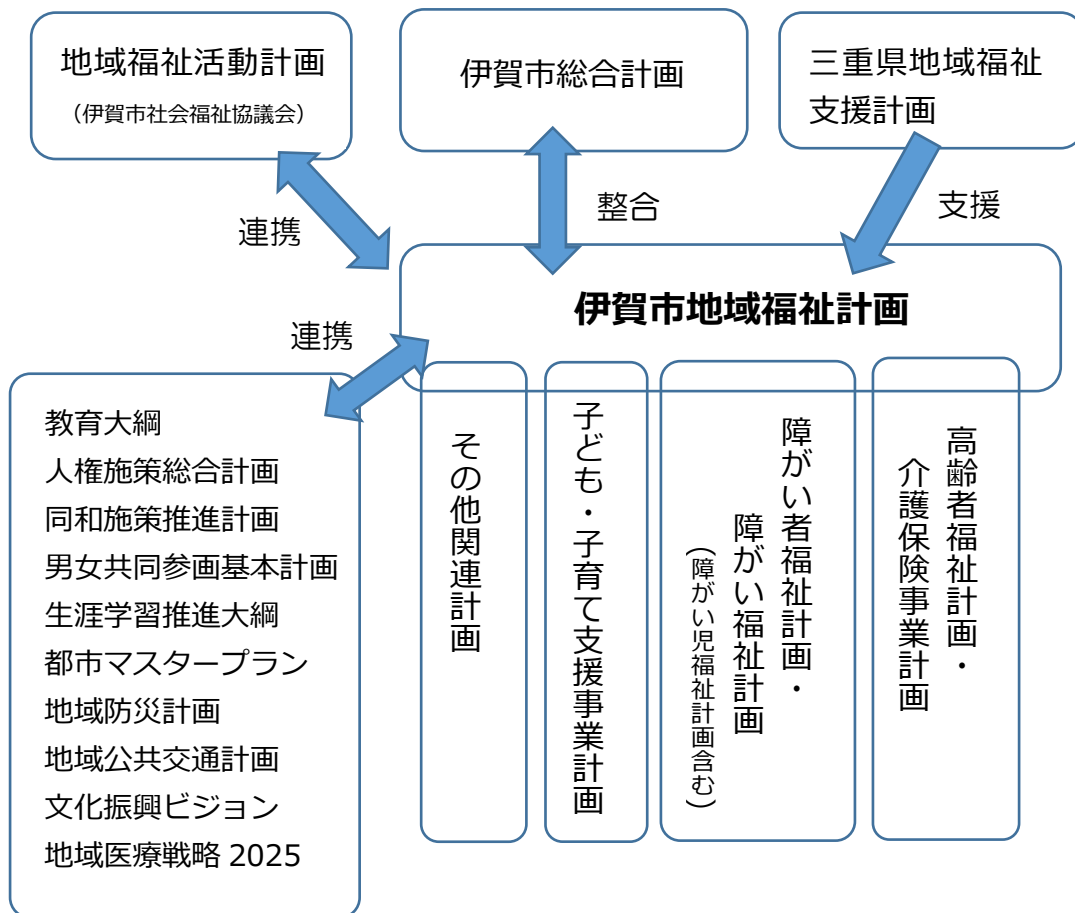 地域福祉活動計画
（伊賀市社会福祉協議会）
伊賀市総合計画
三重県地域福祉
支援計画
連携
整合
支援
伊賀市地域福祉計画
連携
教育大綱
人権施策総合計画
同和施策推進計画
男女共同参画基本計画
生涯学習推進大綱
都市マスタープラン
地域防災計画
地域公共交通計画
文化振興ビジョン
地域医療戦略 2025
その他関連計画
子ども・子育て支援事業計画
障がい者福祉計画・
障がい福祉計画
(障がい児福祉計画含む)
高齢者福祉計画・
介護保険事業計画